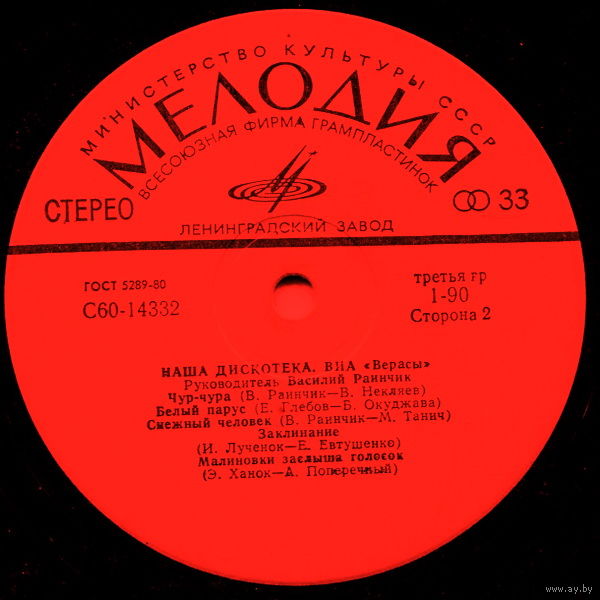 МИНИСТЕРСТВО КУЛЬТУРЫ СССР
МЕЛОДИЯ
ВСЕСОЮЗНАЯ ФИРМА ГРАМПЛАСТИНОК
СТЕРЕО
33
ЛЕНИНГРАДСКИЙ ЗАВОД
ГОСТ 5289-80
С60-14332
третья гр
1-90
Сторона 2
НАША ДИСКОТЕКА. ВИА «Верасы»
Руководитель Василий Раинчик
Чур-чура (В. Раинчик—В. Некляев)
Белый парус (Е. Глебов—Б. Окуджава)
Смежный человек (В. Раинчик—М. Танич)
Заклинание
(И. Лученок—Е. Евтушенко)
Малиновки заслыша голосок
(Э. Ханок—А. Поперечный)
www.ay.by